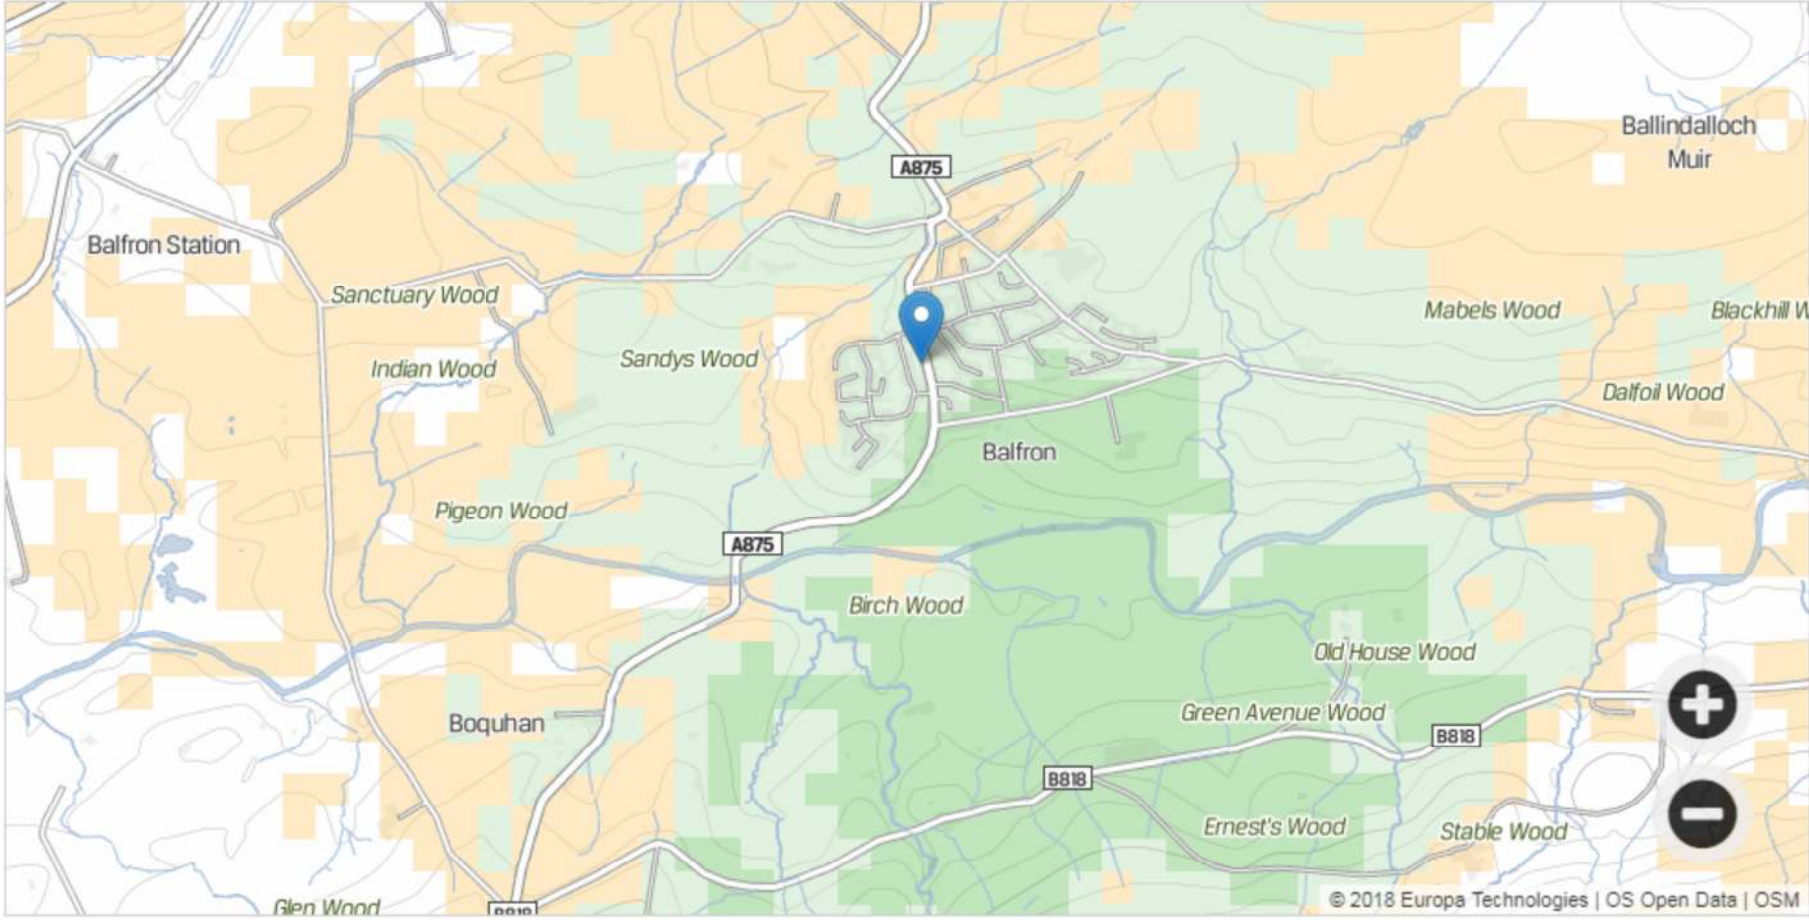 Ballindalloch
Muir
A875
Balfron Station
Sanctuary Wood
Mabels Wood
Blackhill W
Sandys Wood
Indian Wood
Dalfoil Wood
Balfron
Pigeon Wood
A875
Birch Wood
Old House Wood
Green Avenue Wood
Boquhan
B818
B818
Ernest's Wood
Stable Wood
© 2018 Europa Technologies | OS Open Data | OSM
Glen Wood
B818